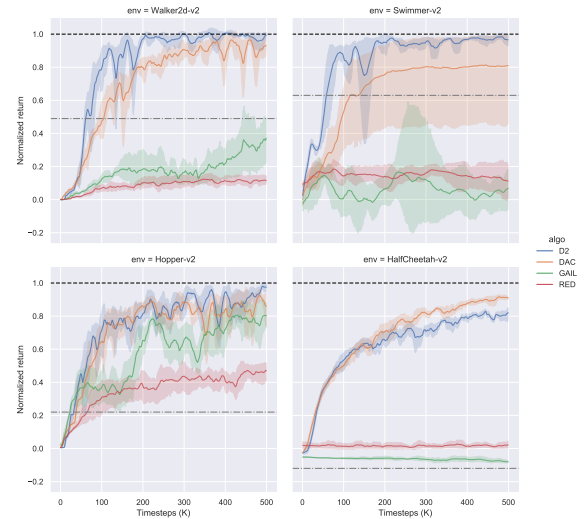 env = Walker2d-v2
env = Swimmer-v2
Normalized return
1.0
0.8
0.6
0.4
0.2
0.0
−0.2
algo
D2
DAC
GAIL
RED
env = Hopper-v2
env = HalfCheetah-v2
Normalized return
1.0
0.8
0.6
0.4
0.2
0.0
−0.2
0 100 200 300 400 500
0 100 200 300 400 500
Timesteps (K)
Timesteps (K)